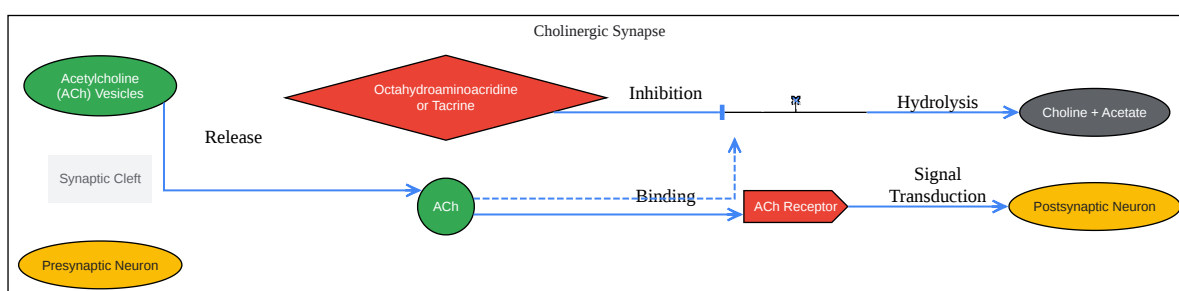 Cholinergic Synapse
Acetylcholine
(ACh) Vesicles
Octahydroaminoacridine
or Tacrine
Inhibition
Hydrolysis
Choline + Acetate
Release
Synaptic Cleft
ACh
Binding
ACh Receptor
Signal
Transduction
Postsynaptic Neuron
Presynaptic Neuron